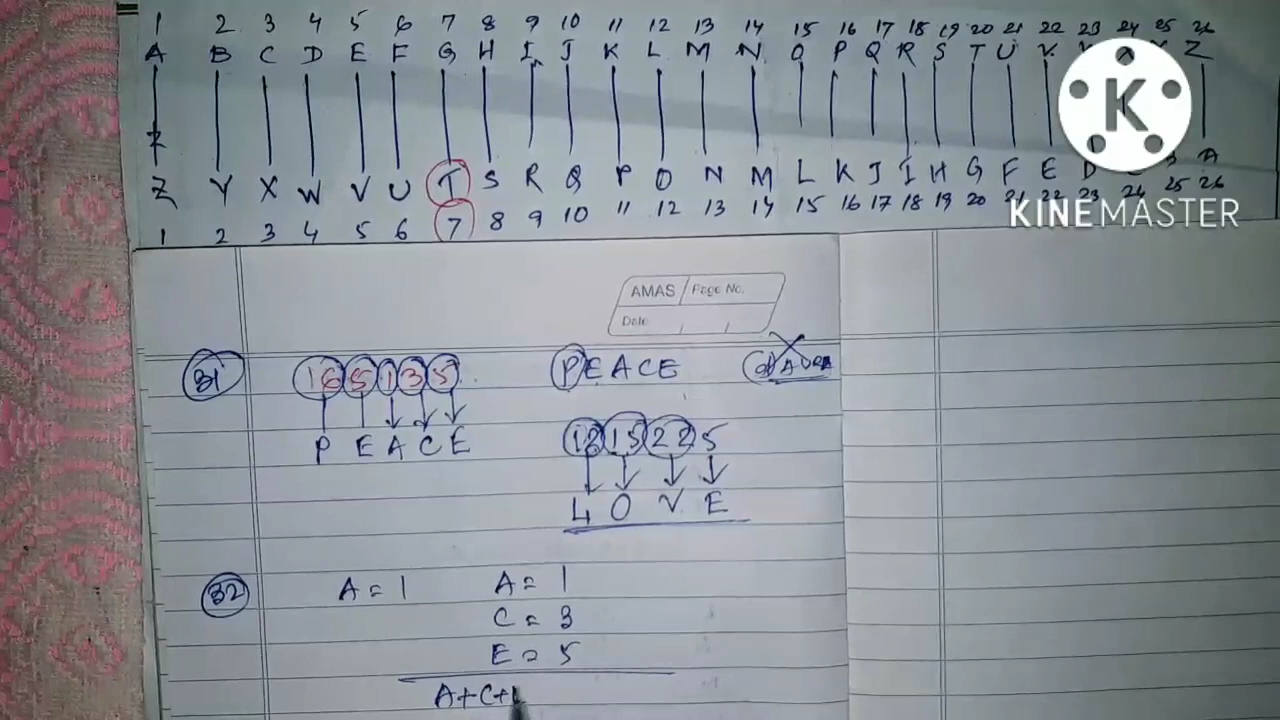 1 2 3 4 5 6 7 8 9 10 11 12 13 14 15 16 17 18 19 20 21 22 23 24 25 26
A B C D E F G H I J K L M N O P Q R S T U V Z
K
Z Y X W V U T S R Q P O N M L K J I H G F E D A
1 2 3 4 5 6 7 8 9 10 11 12 13 14 15 16 17 18 19 20 21 22 23 24 25 26
KINEMASTER
AMAS Page No.
Date
B1 16 5 1 3 5 PEACE
P E A C E
12 15 22 5
L O V E
B2 A = 1 A = 1
C = 3
E = 5
A+C+